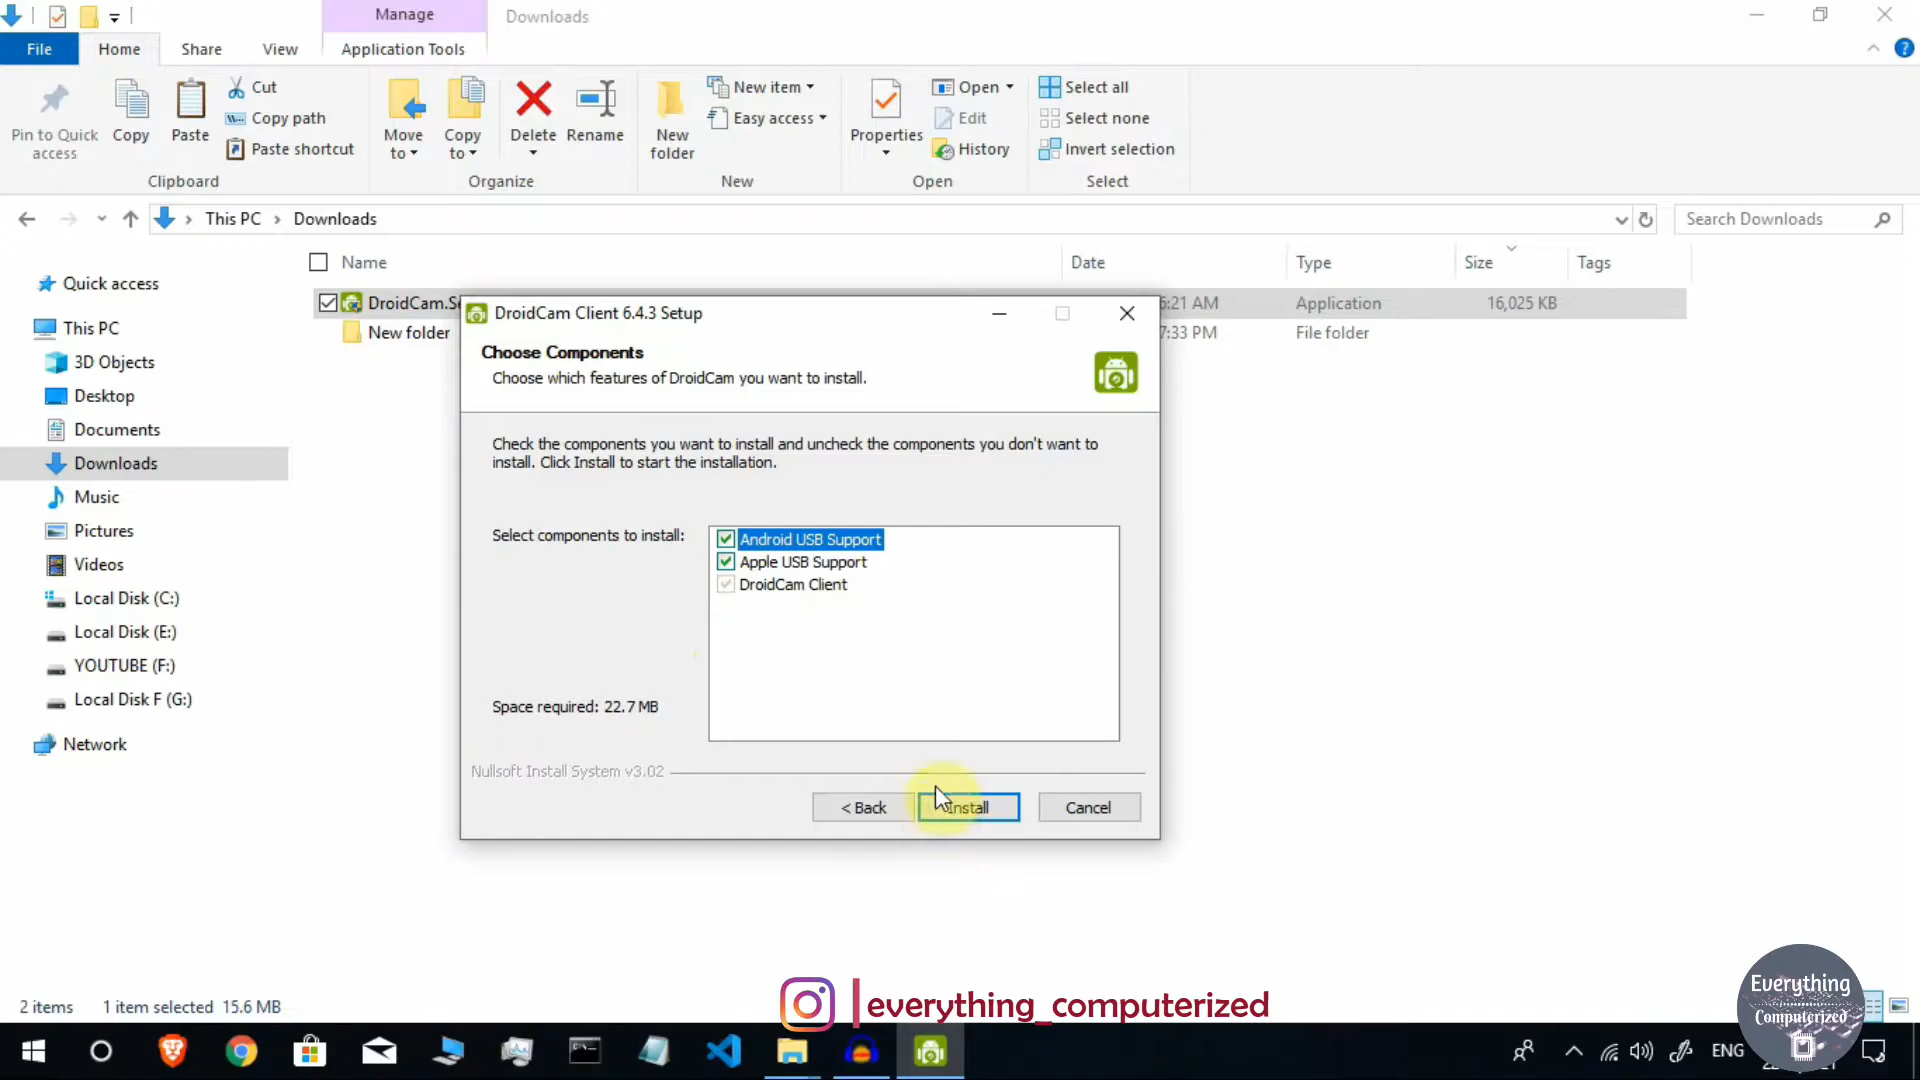 Manage
Downloads
File
Home
Share
View
Application Tools
Pin to Quick access
Copy
Paste
Cut
Copy path
Paste shortcut
Clipboard
Move to
Copy to
Delete
Rename
Organize
New folder
New item
Easy access
New
Properties
Open
Edit
History
Open
Select all
Select none
Invert selection
Select
This PC
Downloads
Search Downloads
Name
Date
Type
Size
Tags
Quick access
This PC
3D Objects
Desktop
Documents
Downloads
Music
Pictures
Videos
Local Disk (C:)
Local Disk (E:)
YOUTUBE (F:)
Local Disk F (G:)
Network
6:21 AM
Application
16,025 KB
New folder
7:33 PM
File folder
DroidCam Client 6.4.3 Setup
Choose Components
Choose which features of DroidCam you want to install.
Check the components you want to install and uncheck the components you don't want to
install. Click Install to start the installation.
Select components to install:
Android USB Support
Apple USB Support
DroidCam Client
Space required: 22.7 MB
Nullsoft Install System v3.02
< Back
Install
Cancel
2 items
1 item selected 15.6 MB
everything_computerized
Everything
Computerized
ENG